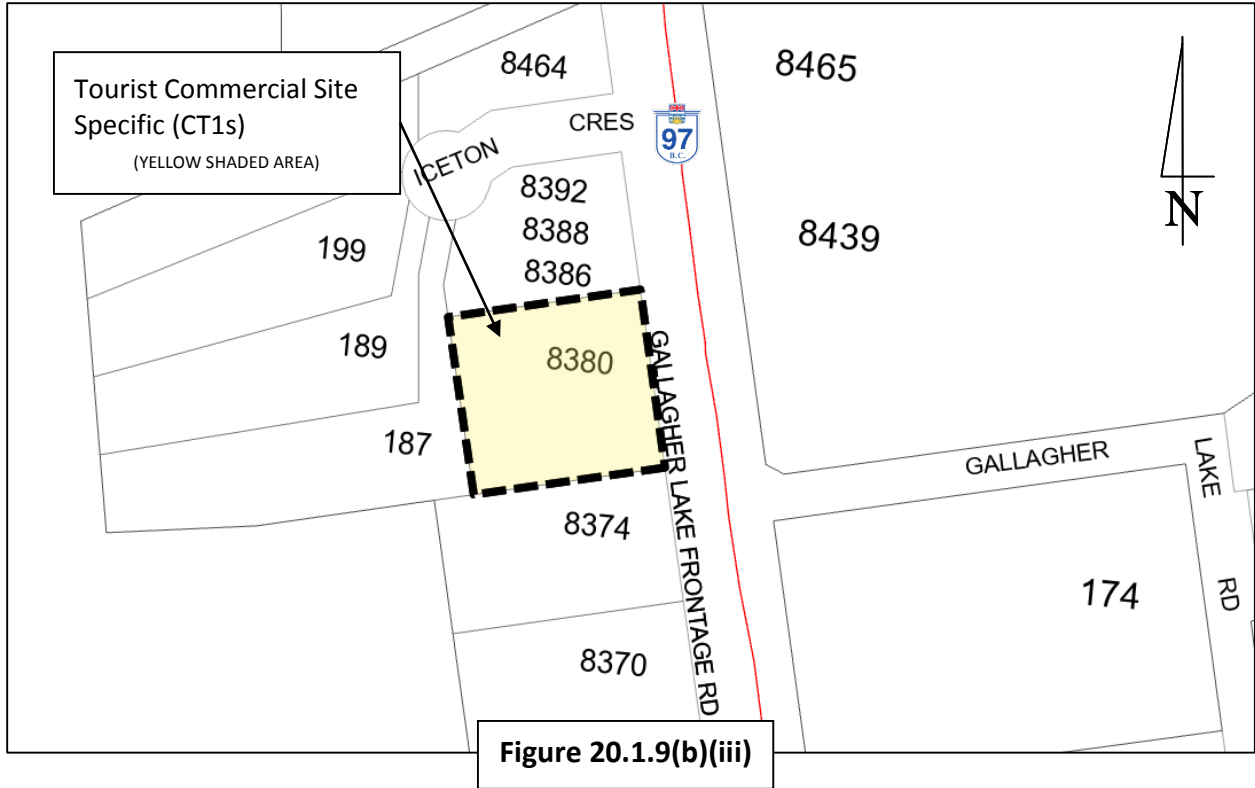 8464
8465
Tourist Commercial Site
Specific (CT1s)
(YELLOW SHADED AREA)
CRES
97
B.C.
ICETON
8392
N
8388
8439
199
8386
189
8380
GALLAGHER LAKE FRONTAGE RD
187
GALLAGHER
LAKE
RD
8374
174
8370
Figure 20.1.9(b)(iii)